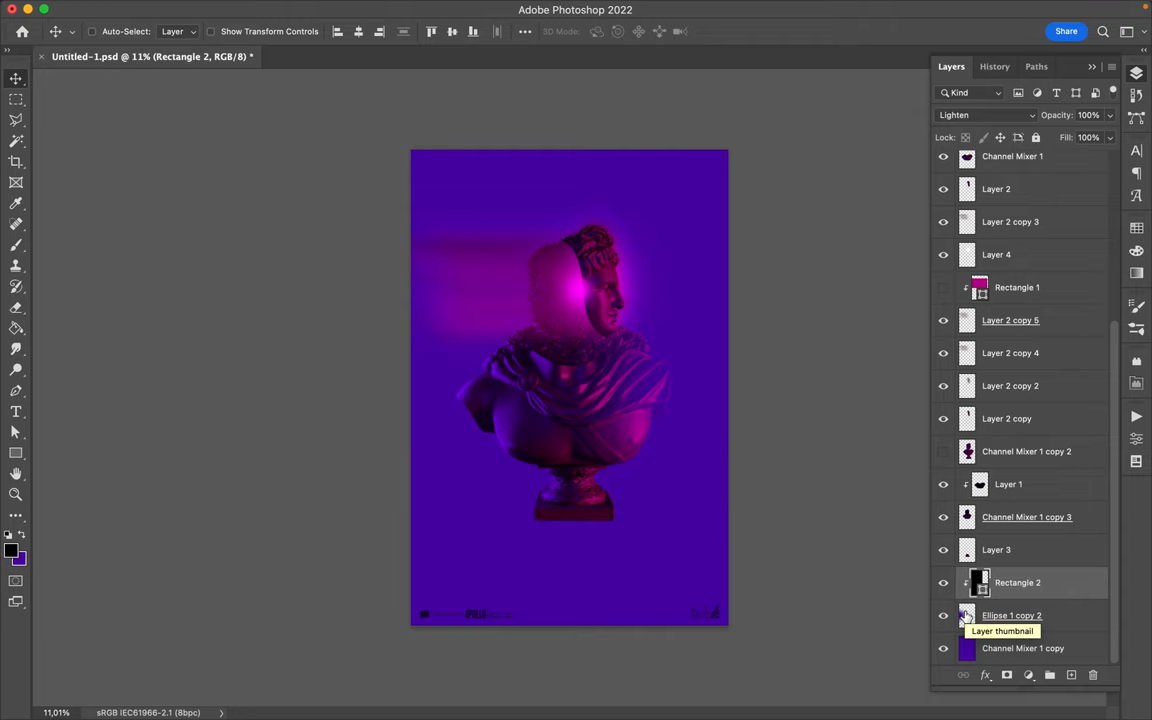 Adobe Photoshop 2022
Auto-Select: Layer Show Transform Controls 3D Mode: Share
Untitled-1.psd @ 11% (Rectangle 2, RGB/8) *
Layers History Paths
Kind
Lighten Opacity: 100%
Lock: Fill: 100%
Channel Mixer 1
Layer 2
Layer 2 copy 3
Layer 4
Rectangle 1
Layer 2 copy 5
Layer 2 copy 4
Layer 2 copy 2
Layer 2 copy
Channel Mixer 1 copy 2
Layer 1
Channel Mixer 1 copy 3
Layer 3
Rectangle 2
Ellipse 1 copy 2
Layer thumbnail
Channel Mixer 1 copy
fx
11,01% sRGB IEC61966-2.1 (8bpc)